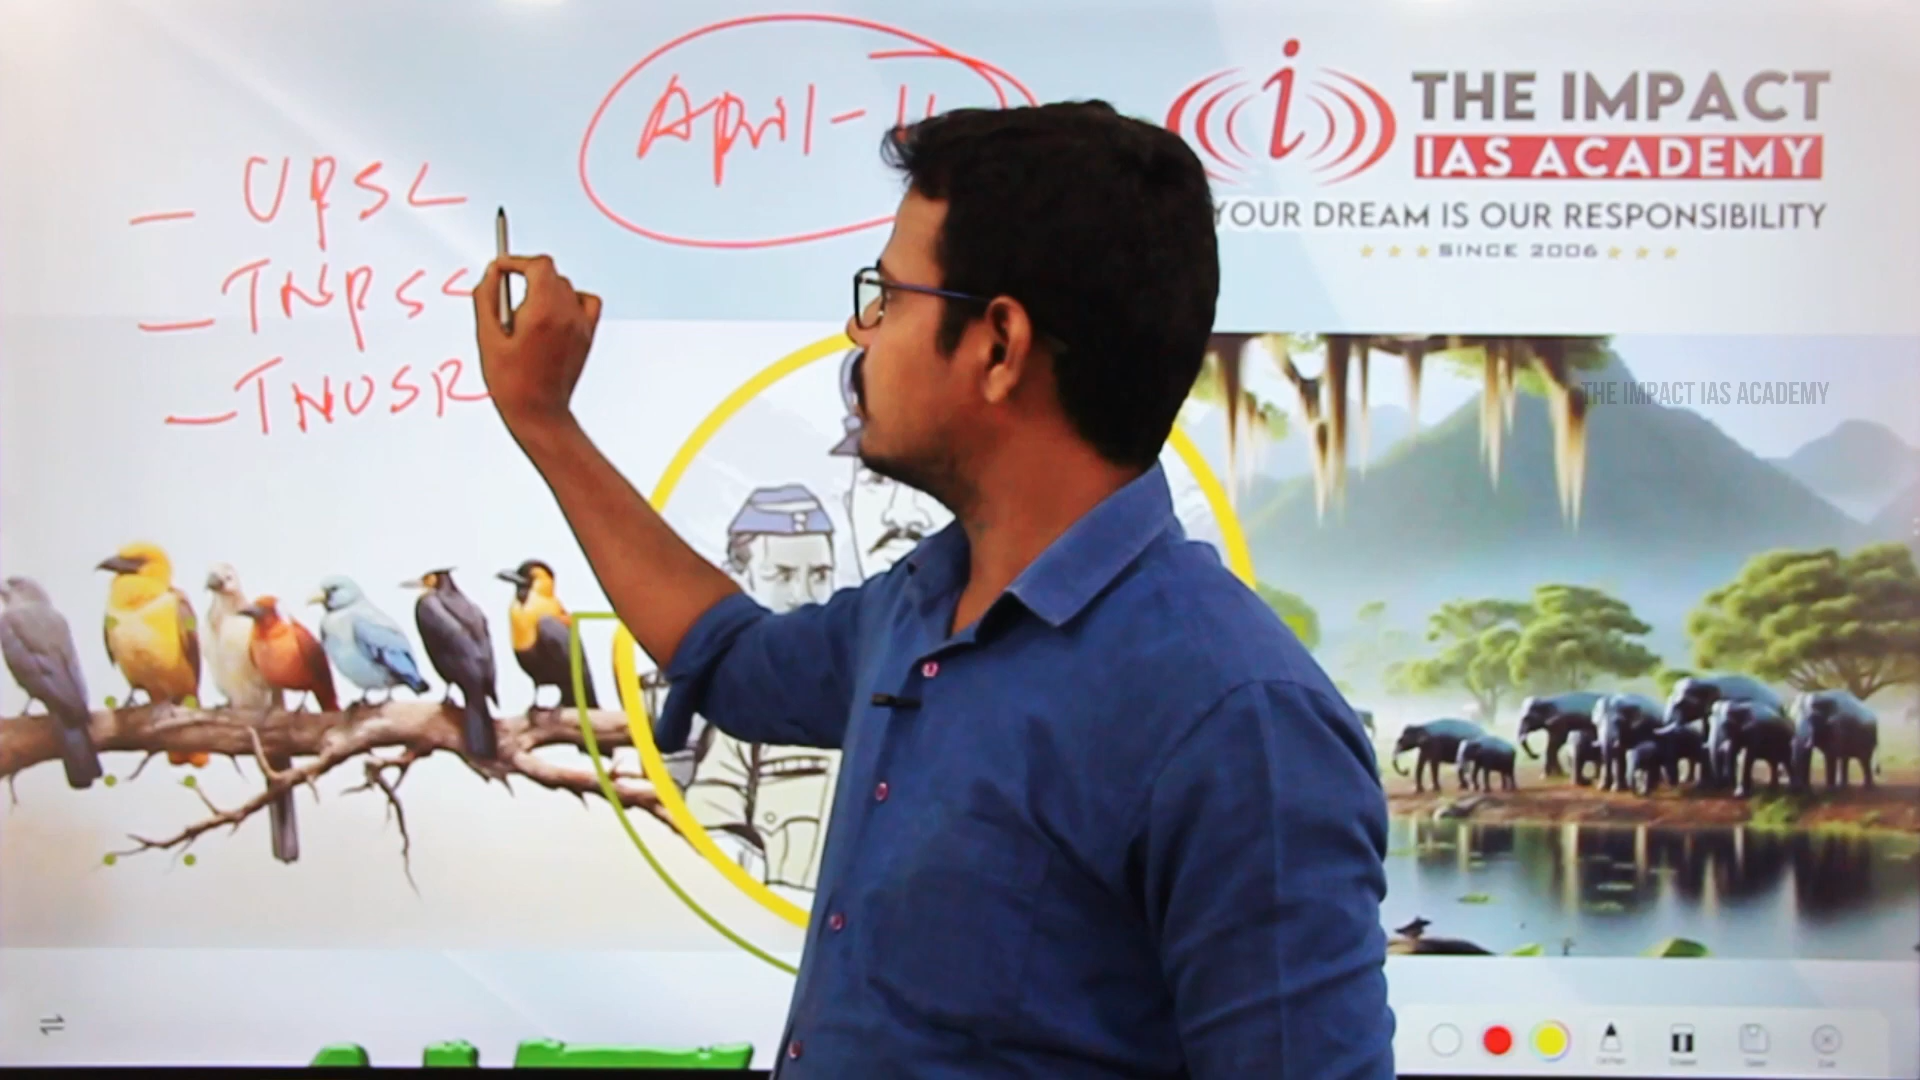 April -
THE IMPACT
IAS ACADEMY
YOUR DREAM IS OUR RESPONSIBILITY
SINCE 2006
- UPSC
- TNPSC
- TNUSR
THE IMPACT IAS ACADEMY